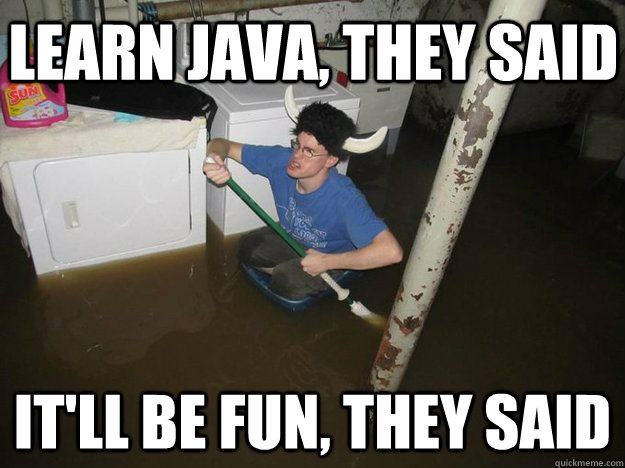 LEARN JAVA, THEY SAID
SUN
IT'LL BE FUN, THEY SAID
quickmeme.com